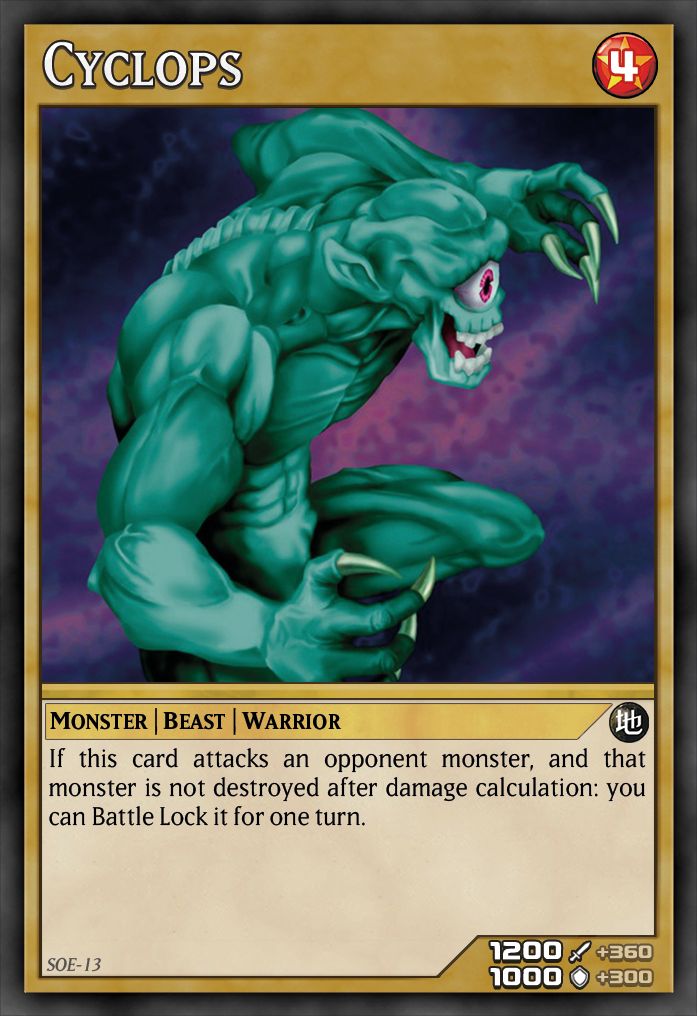 Cyclops
4
Monster | Beast | Warrior
地
If this card attacks an opponent monster, and that
monster is not destroyed after damage calculation: you
can Battle Lock it for one turn.
1200 +360
SOE-13
1000 +300